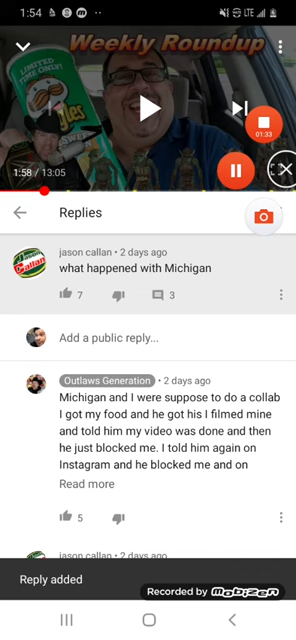 1:54
LTE
Weekly Roundup
LIMITED
TIME ONLY!
1:58 / 13:05
01:33
Replies
jason callan • 2 days ago
what happened with Michigan
7
3
Add a public reply...
Outlaws Generation • 2 days ago
Michigan and I were suppose to do a collab
I got my food and he got his I filmed mine
and told him my video was done and then
he just blocked me. I told him again on
Instagram and he blocked me and on
Read more
5
jason callan • 2 days ago
Reply added
Recorded by mobizen